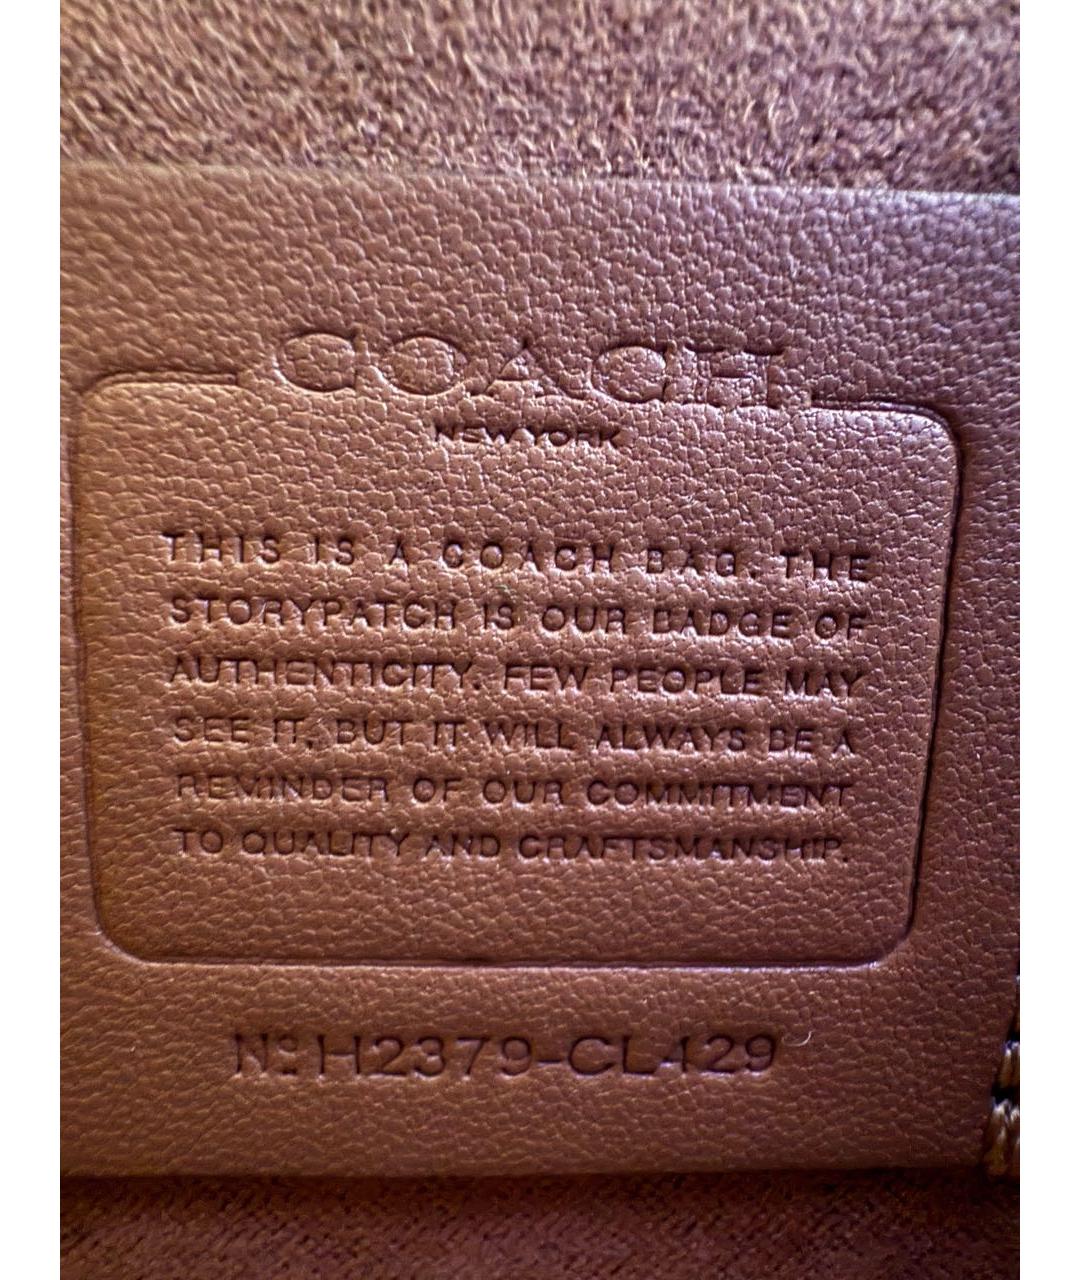 COACH
NEW YORK
THIS IS A COACH BAG. THE
STORYPATCH IS OUR BADGE OF
AUTHENTICITY. FEW PEOPLE MAY
SEE IT, BUT IT WILL ALWAYS BE A
REMINDER OF OUR COMMITMENT
TO QUALITY AND CRAFTSMANSHIP.
Nº H2379-CL429